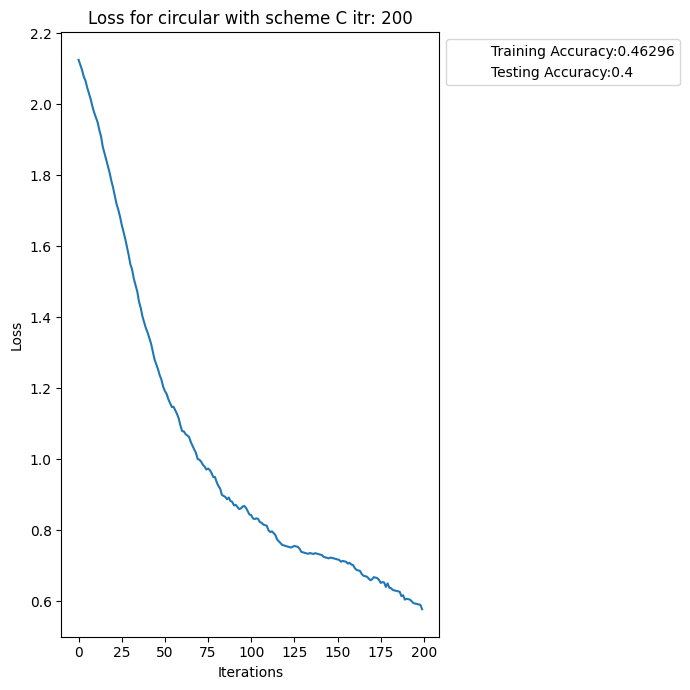 Loss for circular with scheme C itr: 200
Training Accuracy:0.46296
Testing Accuracy:0.4
Loss
2.2
2.0
1.8
1.6
1.4
1.2
1.0
0.8
0.6
0 25 50 75 100 125 150 175 200
Iterations